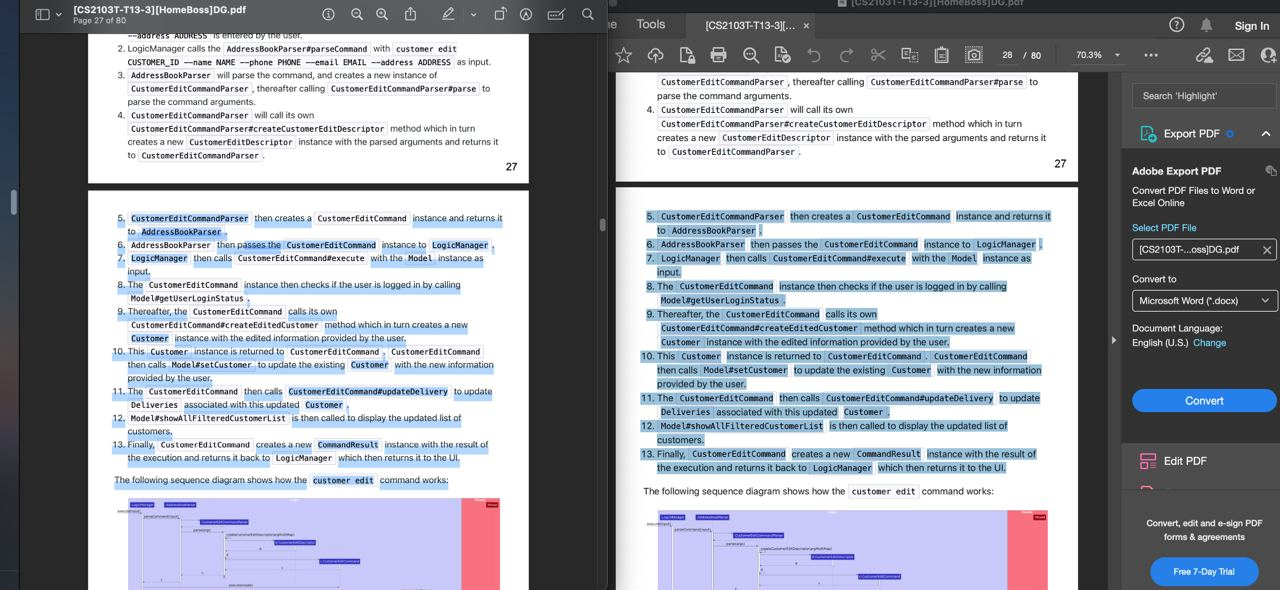 [CS2103T-T13-3][HomeBoss]DG.pdf
Page 27 of 80
--address ADDRESS is entered by the user.
2. LogicManager calls the AddressBookParser#parseCommand with customer edit
CUSTOMER_ID --name NAME --phone PHONE --email EMAIL --address ADDRESS as input.
3. AddressBookParser will parse the command, and creates a new instance of
CustomerEditCommandParser , thereafter calling CustomerEditCommandParser#parse to
parse the command arguments.
4. CustomerEditCommandParser will call its own
CustomerEditCommandParser#createCustomerEditDescriptor method which in turn
creates a new CustomerEditDescriptor instance with the parsed arguments and returns it
to CustomerEditCommandParser .
27
5. CustomerEditCommandParser then creates a CustomerEditCommand instance and returns it
to AddressBookParser .
6. AddressBookParser then passes the CustomerEditCommand instance to LogicManager .
7. LogicManager then calls CustomerEditCommand#execute with the Model instance as
input.
8. The CustomerEditCommand instance then checks if the user is logged in by calling
Model#getUserLoginStatus .
9. Thereafter, the CustomerEditCommand calls its own
CustomerEditCommand#createEditedCustomer method which in turn creates a new
Customer instance with the edited information provided by the user.
10. This Customer instance is returned to CustomerEditCommand . CustomerEditCommand
then calls Model#setCustomer to update the existing Customer with the new information
provided by the user.
11. The CustomerEditCommand then calls CustomerEditCommand#updateDelivery to update
Deliveries associated with this updated Customer .
12. Model#showAllFilteredCustomerList is then called to display the updated list of
customers.
13. Finally, CustomerEditCommand creates a new CommandResult instance with the result of
the execution and returns it back to LogicManager which then returns it to the UI.
The following sequence diagram shows how the customer edit command works:
[CS2103T-T13-3][HomeBoss]DG.pdf
Tools
[CS2103T-T13-3][... ×
Sign In
28 / 80
70.3%
CustomerEditCommandParser , thereafter calling CustomerEditCommandParser#parse to
parse the command arguments.
4. CustomerEditCommandParser will call its own
CustomerEditCommandParser#createCustomerEditDescriptor method which in turn
creates a new CustomerEditDescriptor instance with the parsed arguments and returns it
to CustomerEditCommandParser .
27
5. CustomerEditCommandParser then creates a CustomerEditCommand instance and returns it
to AddressBookParser .
6. AddressBookParser then passes the CustomerEditCommand instance to LogicManager .
7. LogicManager then calls CustomerEditCommand#execute with the Model instance as
input.
8. The CustomerEditCommand instance then checks if the user is logged in by calling
Model#getUserLoginStatus .
9. Thereafter, the CustomerEditCommand calls its own
CustomerEditCommand#createEditedCustomer method which in turn creates a new
Customer instance with the edited information provided by the user.
10. This Customer instance is returned to CustomerEditCommand . CustomerEditCommand
then calls Model#setCustomer to update the existing Customer with the new information
provided by the user.
11. The CustomerEditCommand then calls CustomerEditCommand#updateDelivery to update
Deliveries associated with this updated Customer .
12. Model#showAllFilteredCustomerList is then called to display the updated list of
customers.
13. Finally, CustomerEditCommand creates a new CommandResult instance with the result of
the execution and returns it back to LogicManager which then returns it to the UI.
The following sequence diagram shows how the customer edit command works:
Search 'Highlight'
Export PDF
Adobe Export PDF
Convert PDF Files to Word or
Excel Online
Select PDF File
[CS2103T-...oss]DG.pdf
Convert to
Microsoft Word (*.docx)
Document Language:
English (U.S.) Change
Convert
Edit PDF
Convert, edit and e-sign PDF
forms & agreements
Free 7-Day Trial